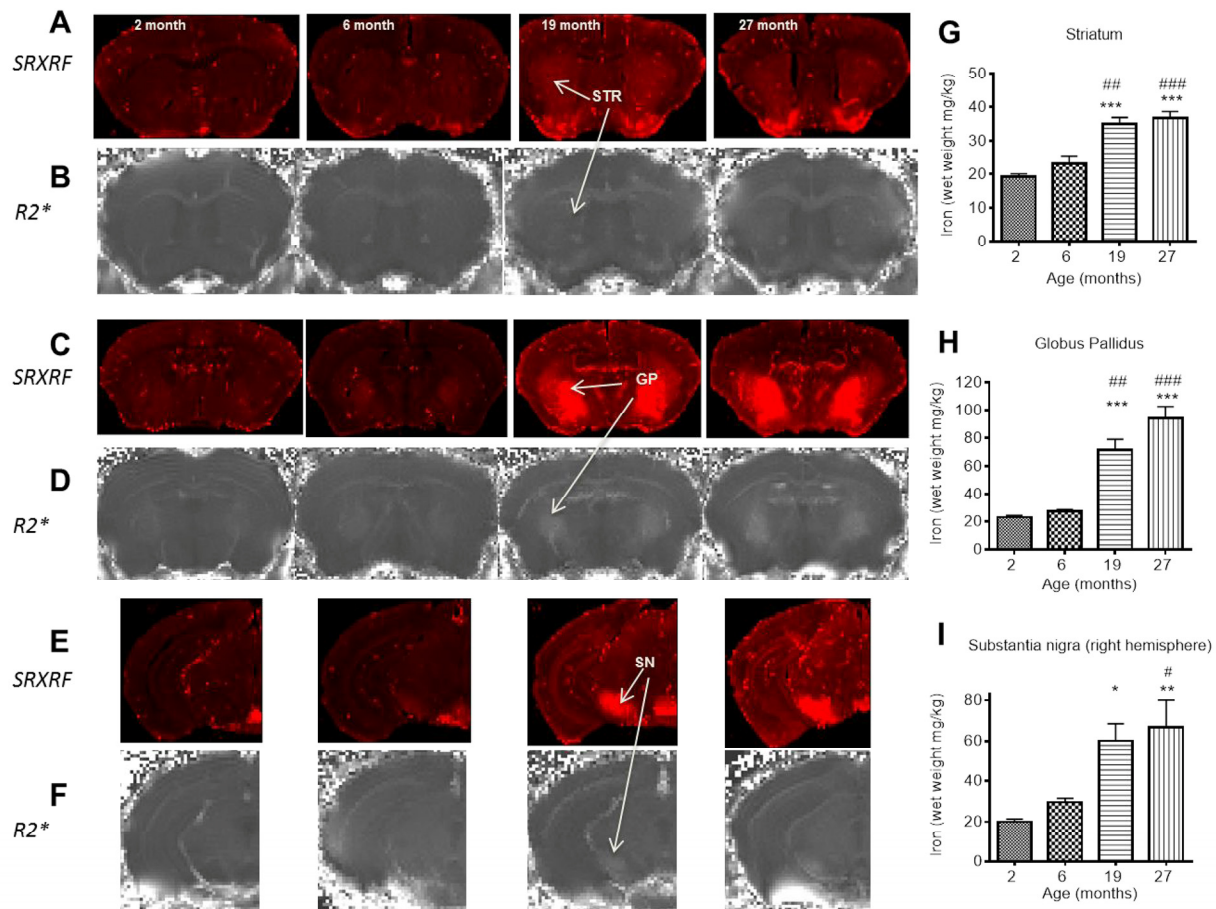 A
SRXRF
2 month
6 month
19 month
27 month
STR
B
R2*
C
SRXRF
GP
D
R2*
E
SRXRF
SN
F
R2*
G
Striatum
Iron (wet weight mg/kg)
50
40
30
20
10
0
##
***
###
***
2 6 19 27
Age (months)
H
Globus Pallidus
Iron (wet weight mg/kg)
120
100
80
60
40
20
0
##
***
###
***
2 6 19 27
Age (months)
I
Substantia nigra (right hemisphere)
Iron (wet weight mg/kg)
80
60
40
20
0
*
#
**
2 6 19 27
Age (months)